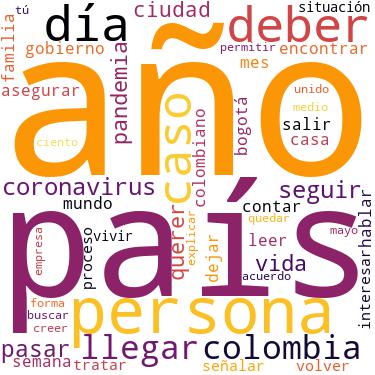 tú
situación
ciudad
día
deber
familia
gobierno
permitir
encontrar
asegurar
pandemia
mes
año
unido
medio
ciento
caso
colombiano
bogotá
salir
casa
coronavirus
seguir
mundo
querer
contar
interesar
hablar
país
explicar
quedar
leer
empresa
proceso
vivir
dejar
vida
acuerdo
mayo
forma
persona
buscar
creer
pasar
llegar
colombia
semana
tratar
señalar
volver